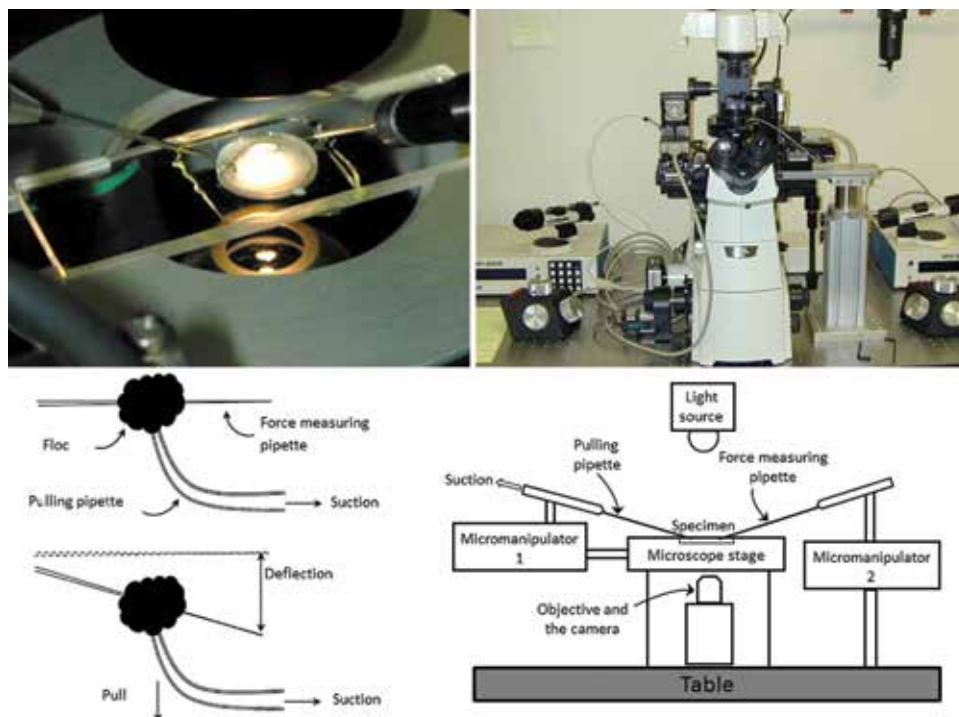 Floc
Force measuring
pipette
Pulling pipette
Suction
Deflection
Pull
Suction
Light
source
Pulling
pipette
Force measuring
pipette
Suction
Specimen
Micromanipulator
1
Microscope stage
Micromanipulator
2
Objective and
the camera
Table